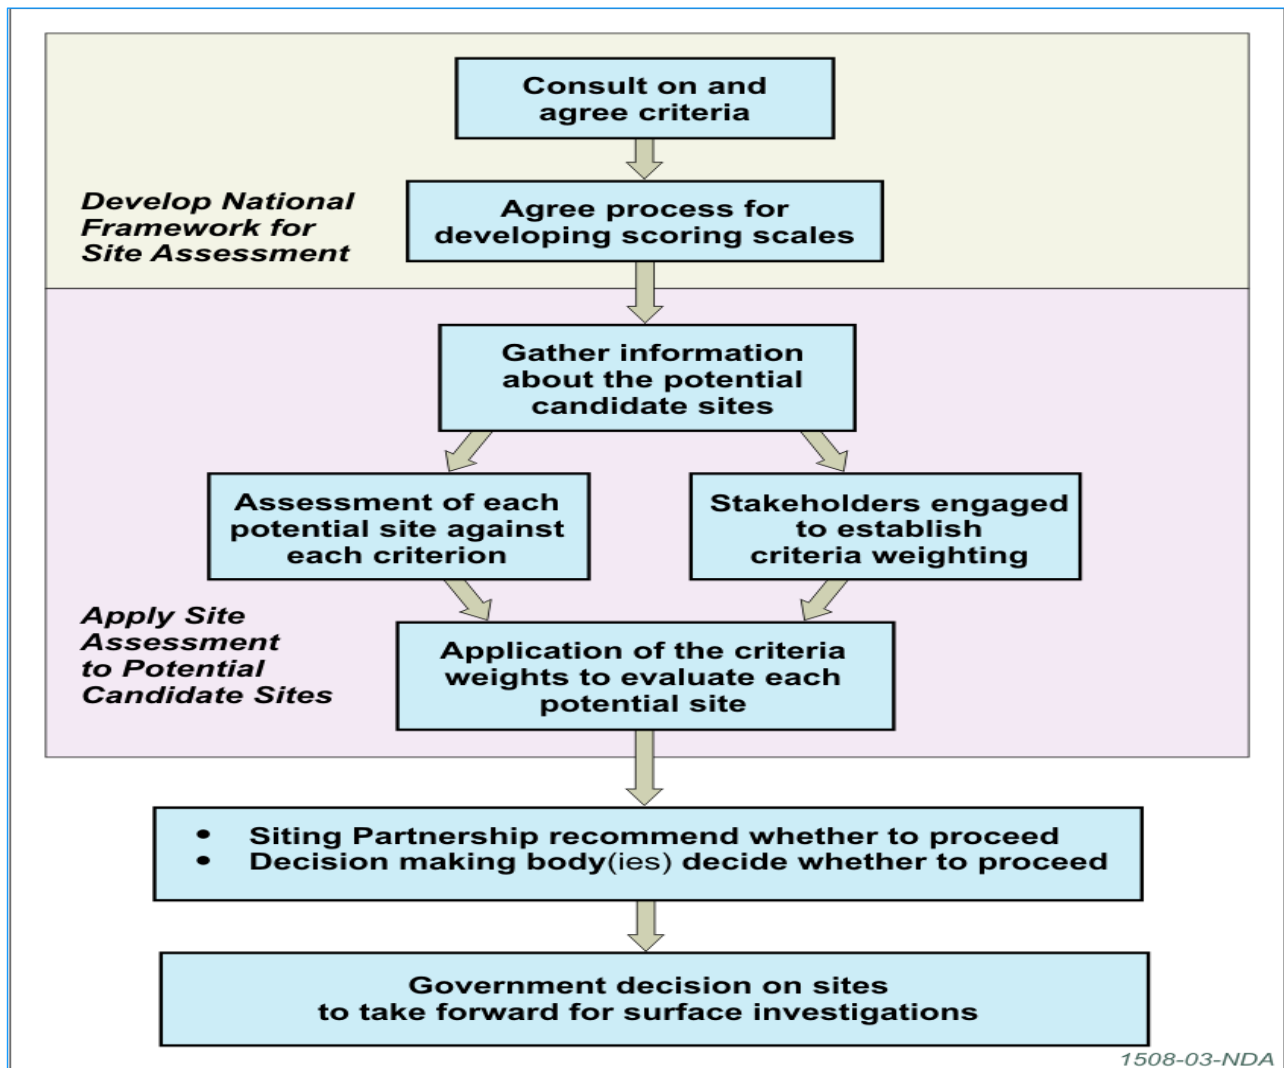 Consult on and
agree criteria
Develop National
Framework for
Site Assessment
Agree process for
developing scoring scales
Gather information
about the potential
candidate sites
Assessment of each
potential site against
each criterion
Stakeholders engaged
to establish
criteria weighting
Apply Site
Assessment
to Potential
Candidate Sites
Application of the criteria
weights to evaluate each
potential site
• Siting Partnership recommend whether to proceed
• Decision making body(ies) decide whether to proceed
Government decision on sites
to take forward for surface investigations
1508-03-NDA